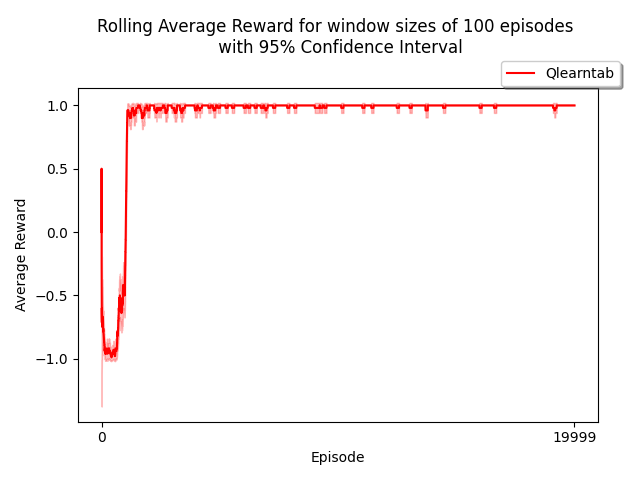 Rolling Average Reward for window sizes of 100 episodes
with 95% Confidence Interval
Qlearntab
1.0
0.5
0.0
−0.5
−1.0
Average Reward
0
19999
Episode